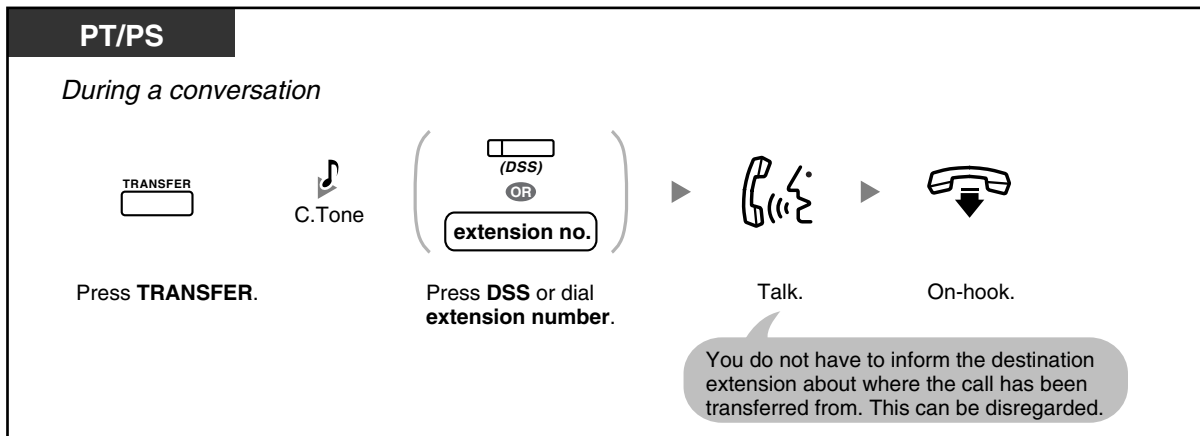 PT/PS
During a conversation
TRANSFER
C.Tone
(DSS)
OR
extension no.
Press TRANSFER.
Press DSS or dial
extension number.
Talk.
On-hook.
You do not have to inform the destination
extension about where the call has been
transferred from. This can be disregarded.